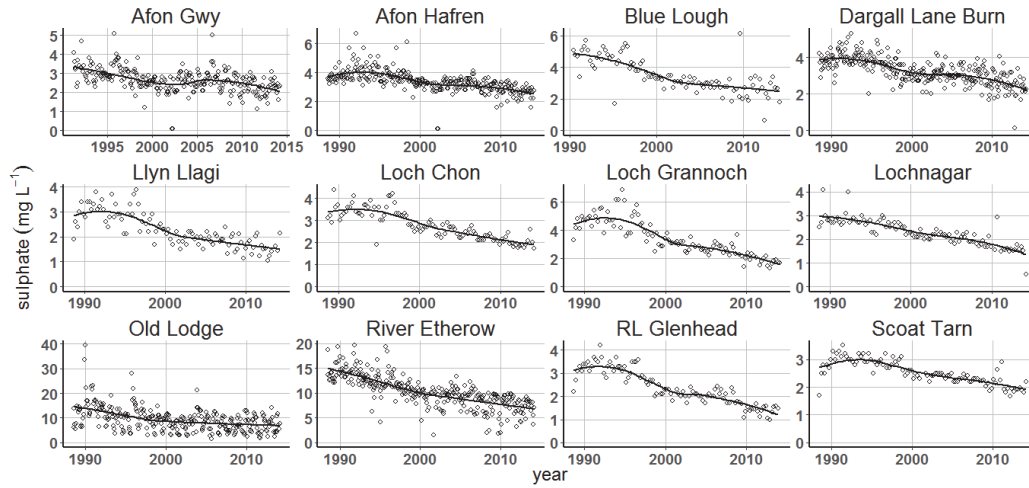 Afon Gwy Afon Hafren Blue Lough Dargall Lane Burn
5 4 3 2 1 0
6 4 2 0
6 4 2 0
4 2 0
1995 2000 2005 2010 2015
1990 2000 2010
1990 2000 2010
1990 2000 2010
Llyn Llagi Loch Chon Loch Grannoch Lochnagar
4 3 2 1 0
4 3 2 1 0
6 4 2 0
4 3 2 1 0
1990 2000 2010
1990 2000 2010
1990 2000 2010
1990 2000 2010
sulphate (mg L⁻¹)
Old Lodge River Etherow RL Glenhead Scoat Tarn
40 30 20 10 0
20 15 10 5 0
4 3 2 1 0
3 2 1 0
1990 2000 2010
1990 2000 2010
1990 2000 2010
1990 2000 2010
year